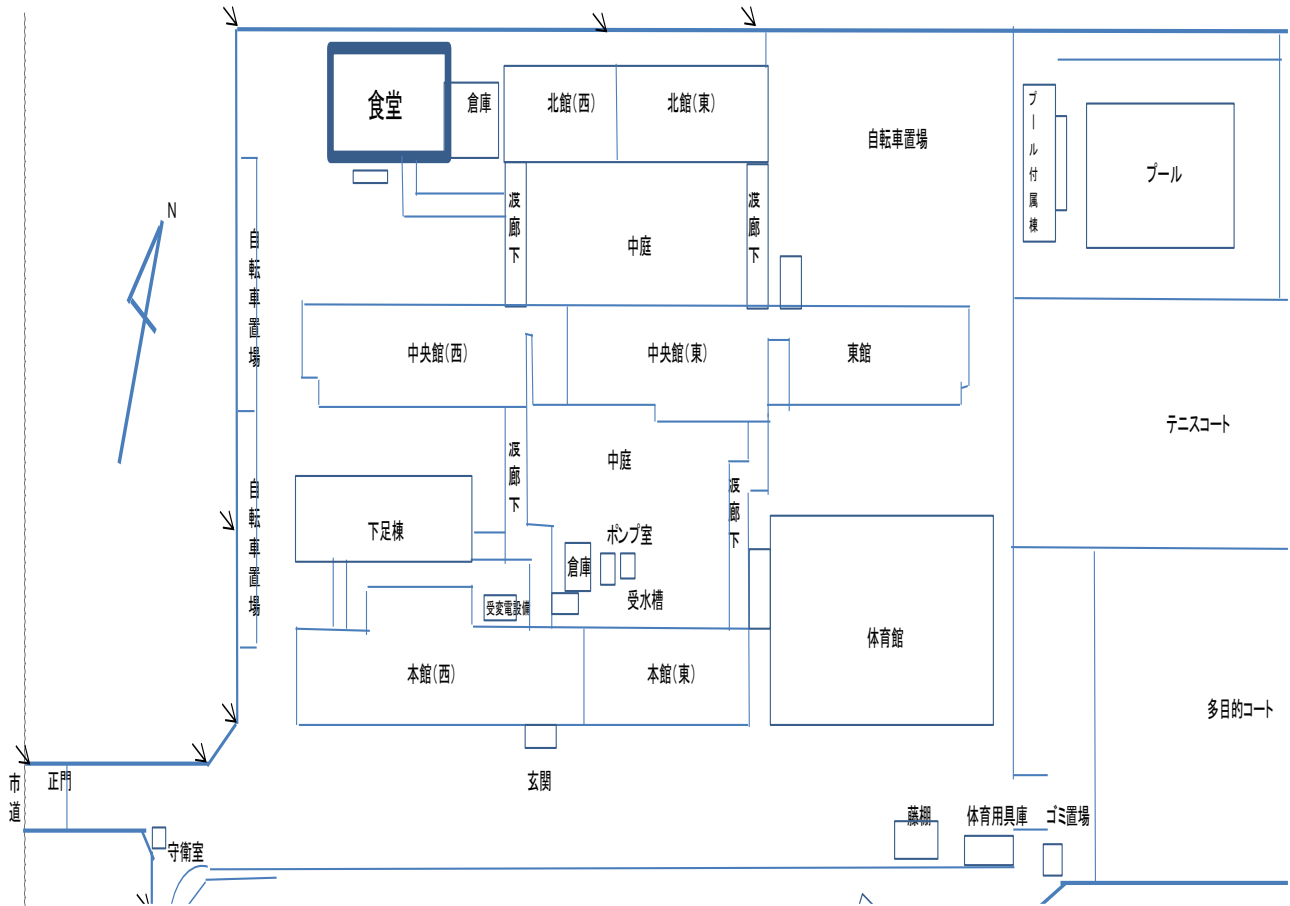 食堂
倉庫
北館(西)
北館(東)
自転車置場
プール付属棟
プール
N
渡廊下
渡廊下
中庭
自転車置場
中央館(西)
中央館(東)
東館
テニスコート
渡廊下
中庭
渡廊下
自転車置場
下足棟
ポンプ室
倉庫
受水槽
受変電設備
体育館
本館(西)
本館(東)
多目的コート
市道
正門
玄関
藤棚
体育用具庫
ゴミ置場
守衛室